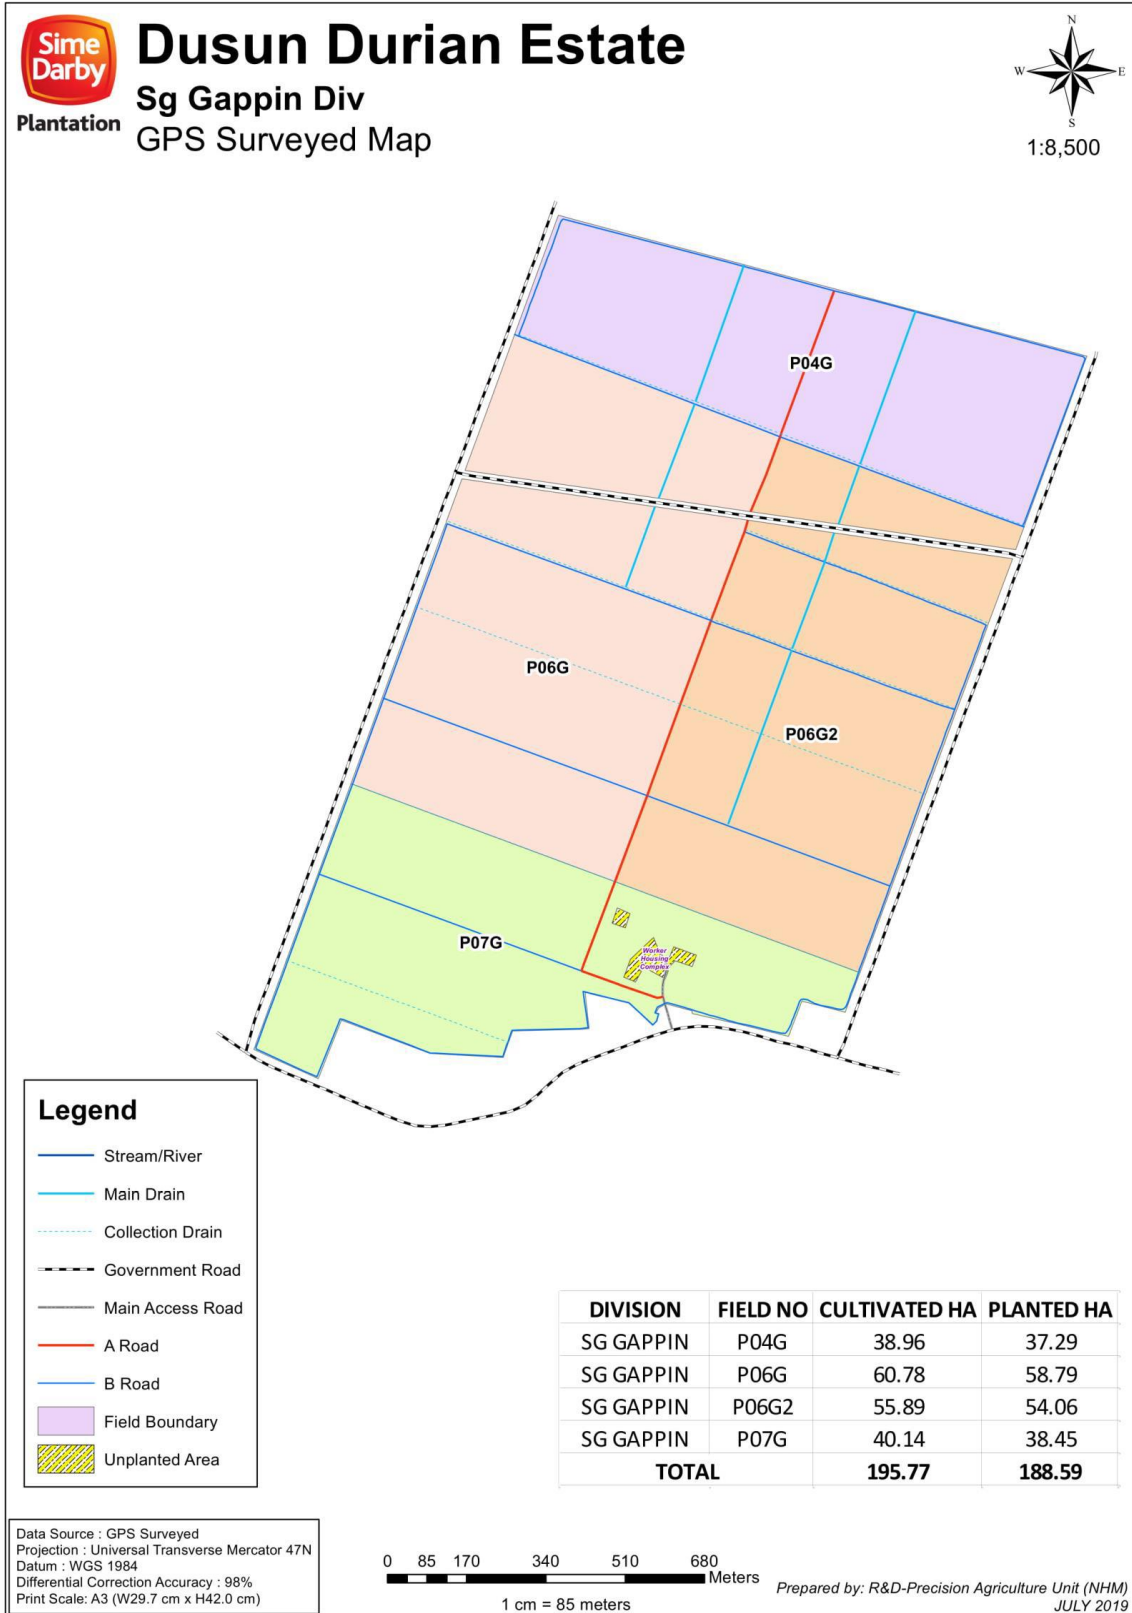 Sime
Darby
Plantation
Dusun Durian Estate
Sg Gappin Div
GPS Surveyed Map
N
W E
S
1:8,500
P04G
P06G
P06G2
P07G
Worker
Housing
Complex
Legend
Stream/River
Main Drain
Collection Drain
Government Road
Main Access Road
A Road
B Road
Field Boundary
Unplanted Area
DIVISION FIELD NO CULTIVATED HA PLANTED HA
SG GAPPIN P04G 38.96 37.29
SG GAPPIN P06G 60.78 58.79
SG GAPPIN P06G2 55.89 54.06
SG GAPPIN P07G 40.14 38.45
TOTAL 195.77 188.59
Data Source : GPS Surveyed
Projection : Universal Transverse Mercator 47N
Datum : WGS 1984
Differential Correction Accuracy : 98%
Print Scale: A3 (W29.7 cm x H42.0 cm)
0 85 170 340 510 680
Meters
1 cm = 85 meters
Prepared by: R&D-Precision Agriculture Unit (NHM)
JULY 2019